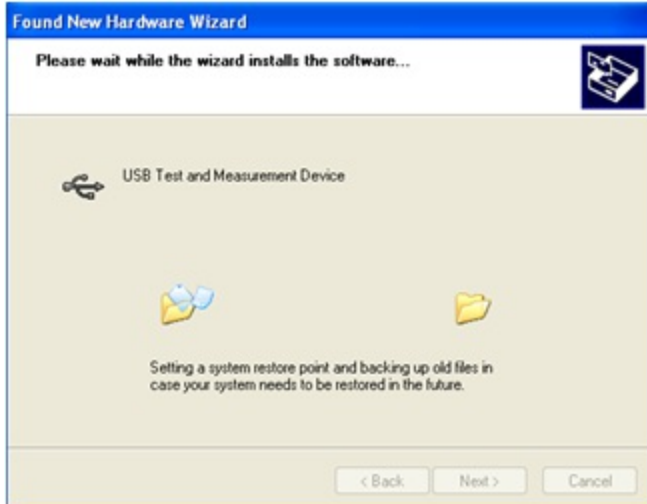 Found New Hardware Wizard
Please wait while the wizard installs the software...
USB Test and Measurement Device
Setting a system restore point and backing up old files in
case your system needs to be restored in the future.
< Back Next > Cancel